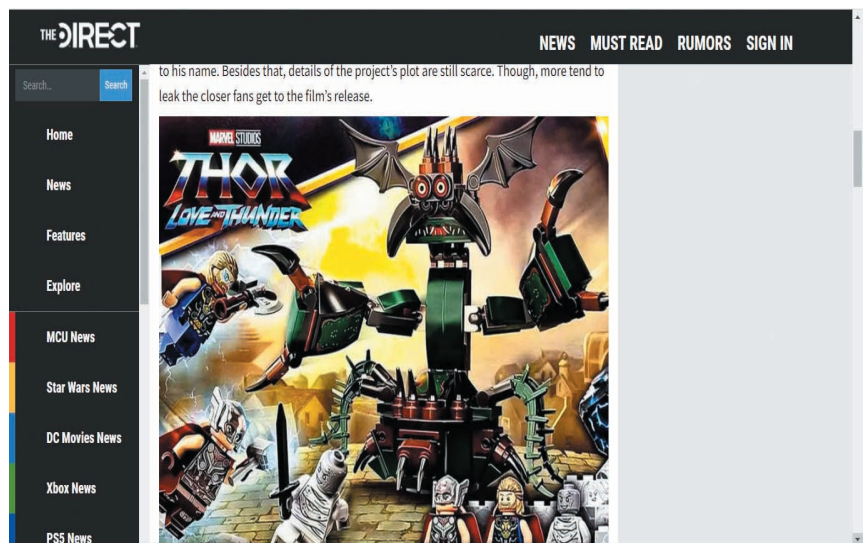 THE DIRECT
NEWS MUST READ RUMORS SIGN IN
Search... Search
Home
News
Features
Explore
MCU News
Star Wars News
DC Movies News
Xbox News
PS5 News
to his name. Besides that, details of the project's plot are still scarce. Though, more tend to
leak the closer fans get to the film's release.
MARVEL STUDIOS
THOR
LOVE AND THUNDER